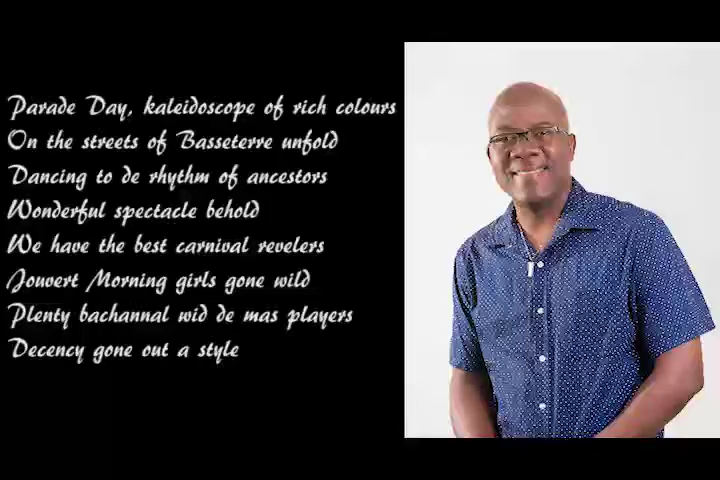 Parade Day, kaleidoscope of rich colours
On the streets of Basseterre unfold
Dancing to de rhythm of ancestors
Wonderful spectacle behold
We have the best carnival revelers
Jouvert Morning girls gone wild
Plenty bachannal wid de mas players
Decency gone out a style